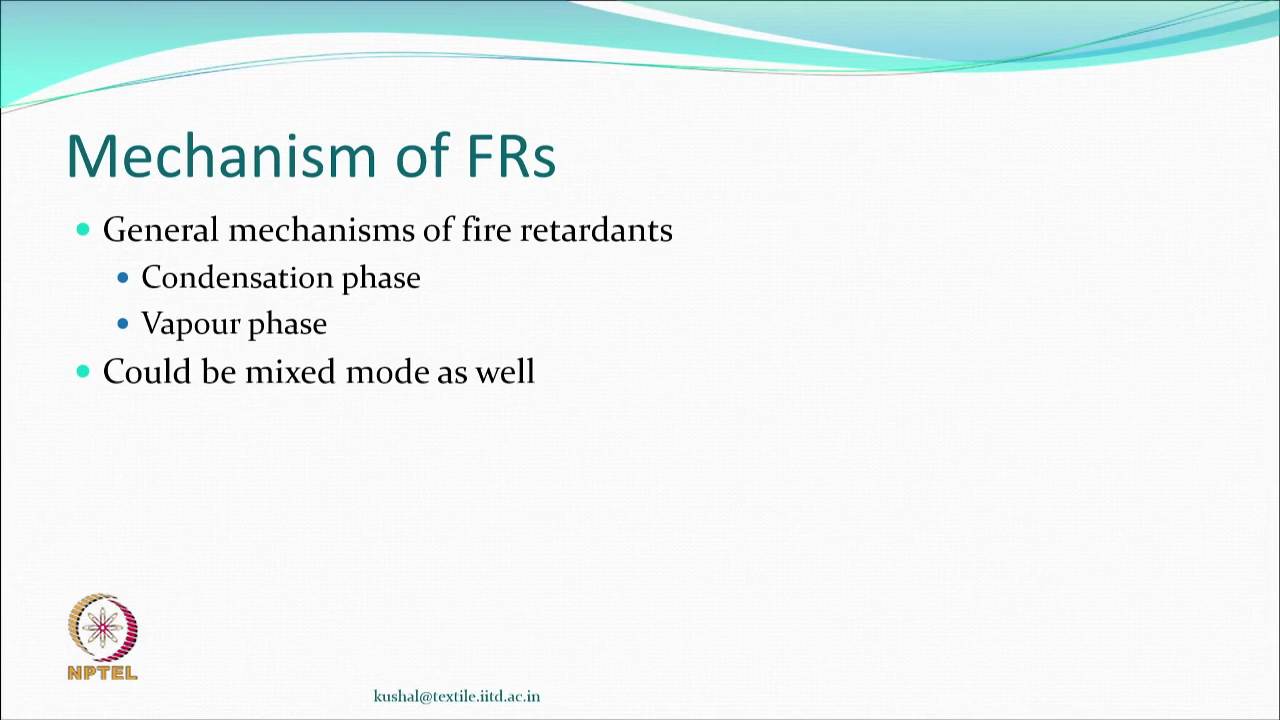 Mechanism of FRs
General mechanisms of fire retardants
Condensation phase
Vapour phase
Could be mixed mode as well
NPTEL
kushal@textile.iitd.ac.in